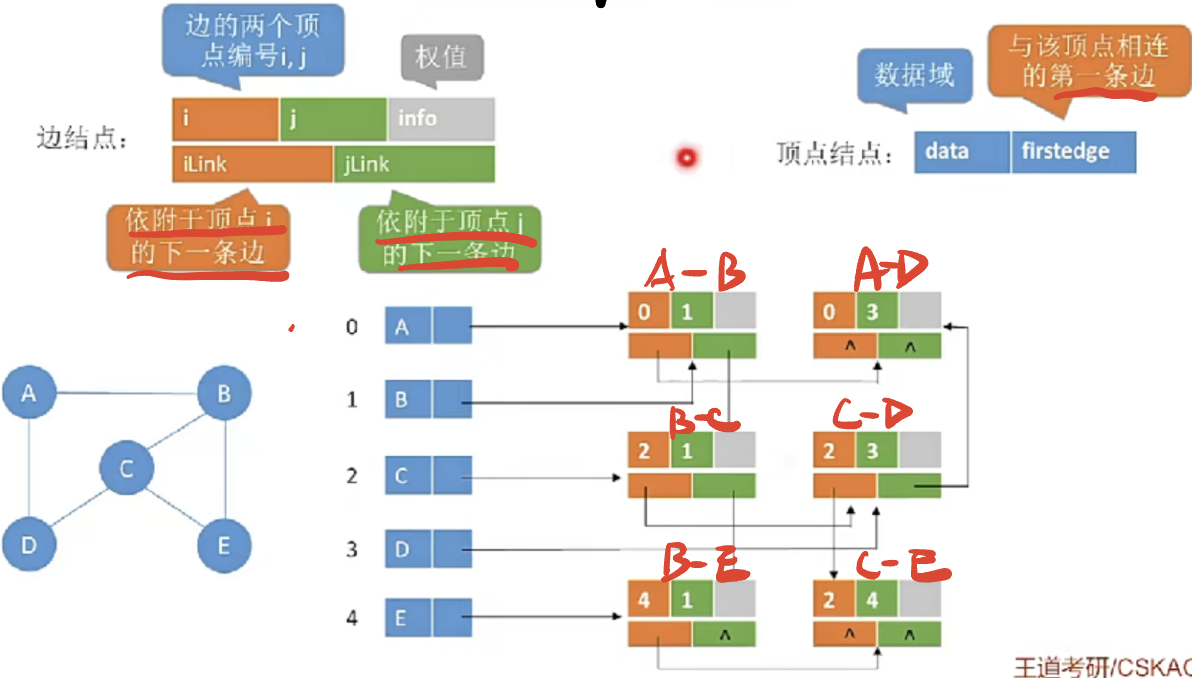 边的两个顶
点编号i, j
权值
数据域
与该顶点相连
的第一条边
边结点：
i j info
iLink jLink
顶点结点：
data firstedge
依附于顶点i
的下一条边
依附于顶点j
的下一条边
A-B
A-D
0 A
0 1
0 3
^ ^
1 B
B-C
C-D
2 C
2 1
2 3
3 D
B-E
C-E
4 E
4 1
2 4
^
^ ^
A
B
C
D
E
王道考研/CSKAO